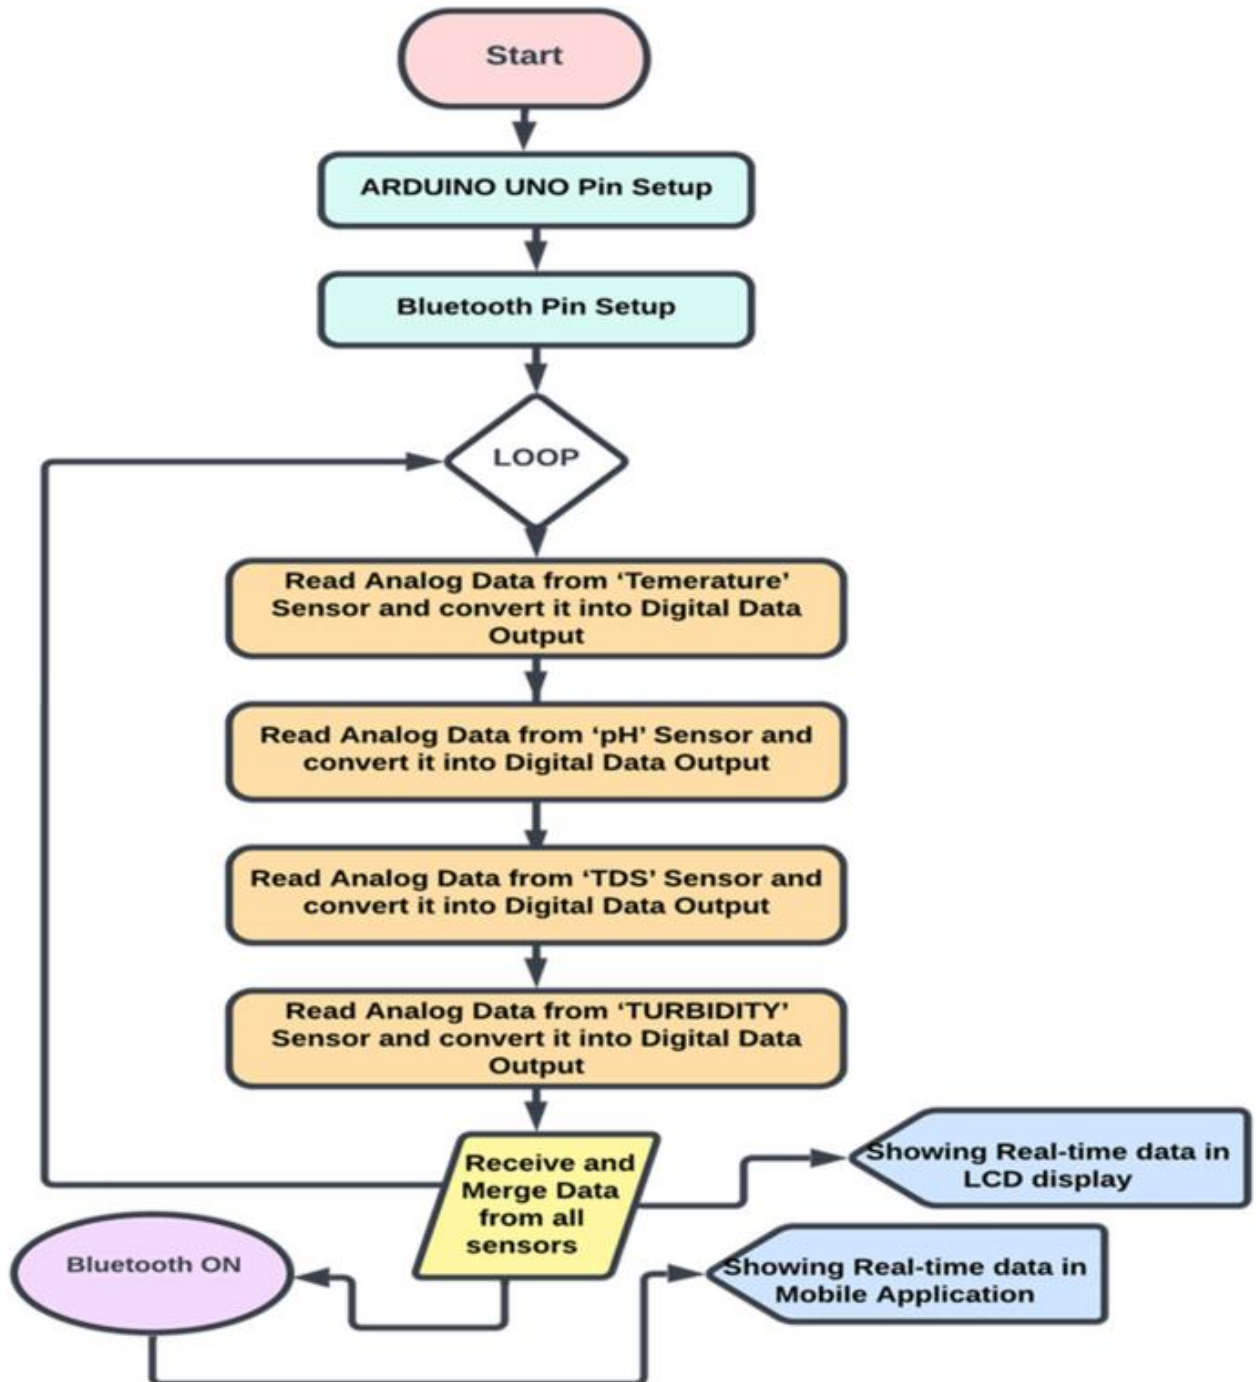 Start
ARDUINO UNO Pin Setup
Bluetooth Pin Setup
LOOP
Read Analog Data from ‘Temerature’
Sensor and convert it into Digital Data
Output
Read Analog Data from ‘pH’ Sensor and
convert it into Digital Data Output
Read Analog Data from ‘TDS’ Sensor and
convert it into Digital Data Output
Read Analog Data from ‘TURBIDITY’
Sensor and convert it into Digital Data
Output
Receive and
Merge Data
from all
sensors
Showing Real-time data in
LCD display
Bluetooth ON
Showing Real-time data in
Mobile Application